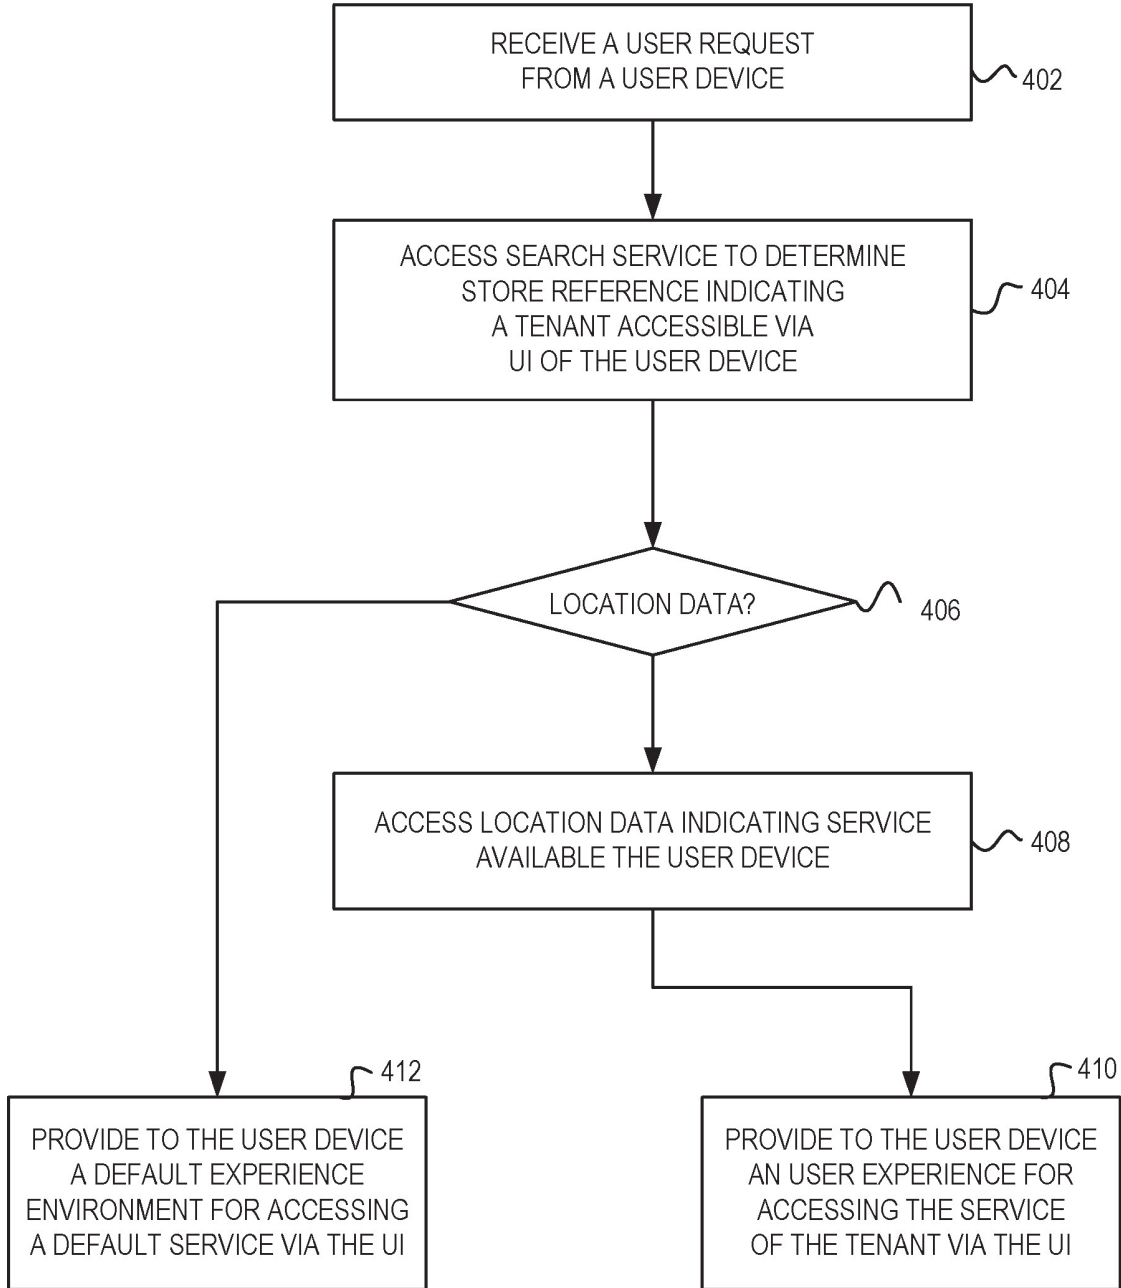 RECEIVE A USER REQUEST
FROM A USER DEVICE
402
ACCESS SEARCH SERVICE TO DETERMINE
STORE REFERENCE INDICATING
A TENANT ACCESSIBLE VIA
UI OF THE USER DEVICE
404
LOCATION DATA?
406
ACCESS LOCATION DATA INDICATING SERVICE
AVAILABLE THE USER DEVICE
408
412
PROVIDE TO THE USER DEVICE
A DEFAULT EXPERIENCE
ENVIRONMENT FOR ACCESSING
A DEFAULT SERVICE VIA THE UI
410
PROVIDE TO THE USER DEVICE
AN USER EXPERIENCE FOR
ACCESSING THE SERVICE
OF THE TENANT VIA THE UI